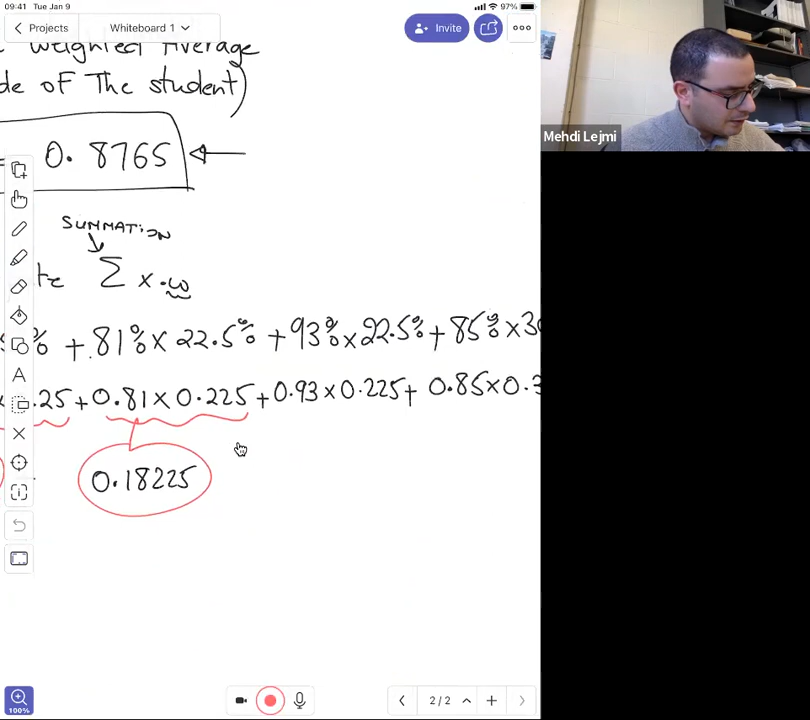 09:41 Tue Jan 9
97%
Projects
Whiteboard 1
Invite
Weighted Average
de of The student)
0.8765
Mehdi Lejmi
SUMMATION
te Σ x.ω
% + 81% x 22.5% + 93% x 22.5% + 85% x 30
.25 + 0.81 x 0.225 + 0.93 x 0.225 + 0.85 x 0.3
0.18225
A
100%
2/2